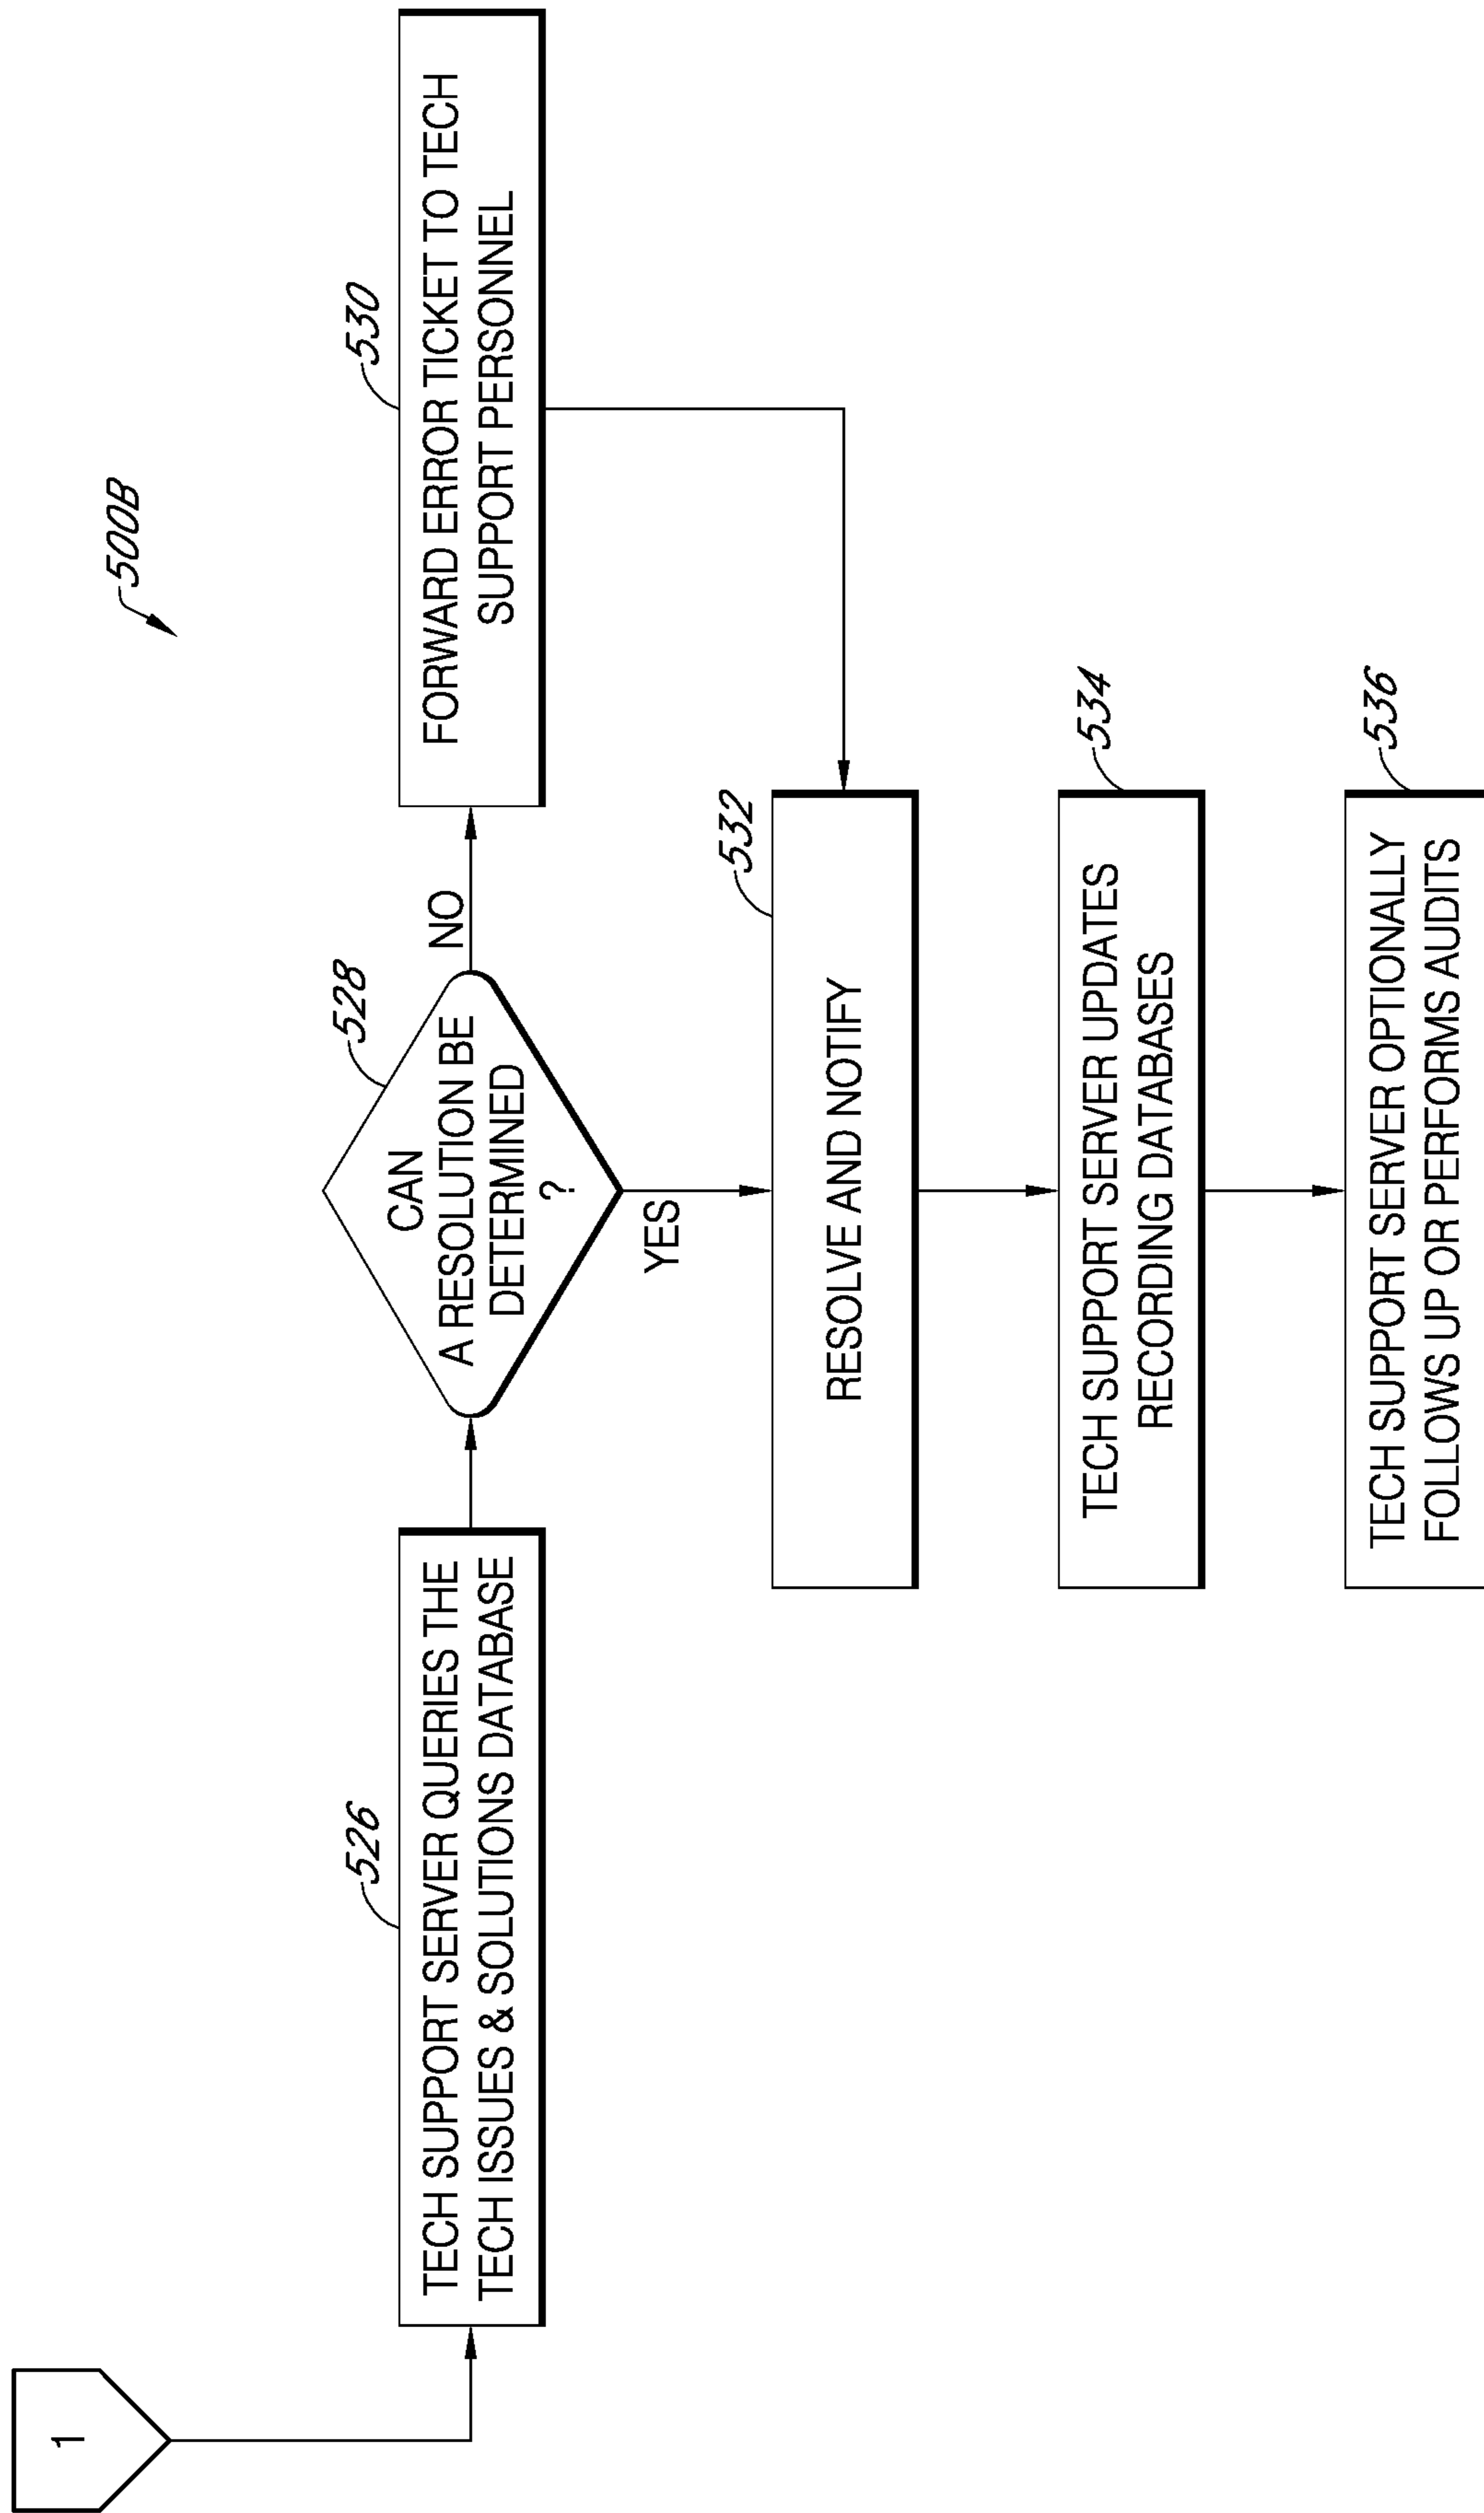 1
500B
526
TECH SUPPORT SERVER QUERIES THE
TECH ISSUES & SOLUTIONS DATABASE
528
CAN
A RESOLUTION BE
DETERMINED
?
NO
530
FORWARD ERROR TICKET TO TECH
SUPPORT PERSONNEL
YES
532
RESOLVE AND NOTIFY
534
TECH SUPPORT SERVER UPDATES
RECORDING DATABASES
536
TECH SUPPORT SERVER OPTIONALLY
FOLLOWS UP OR PERFORMS AUDITS